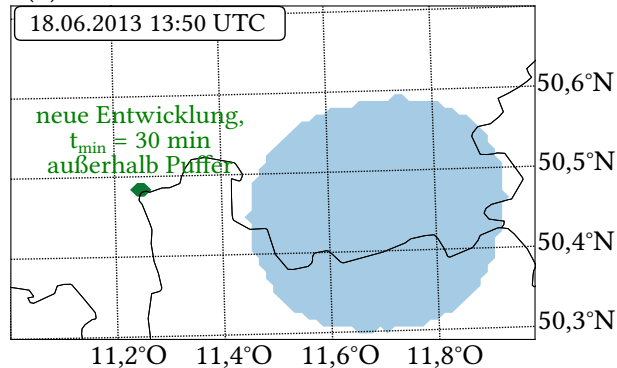 18.06.2013 13:50 UTC
neue Entwicklung,
tmin = 30 min
außerhalb Puffer
50,6°N
50,5°N
50,4°N
50,3°N
11,2°O 11,4°O 11,6°O 11,8°O